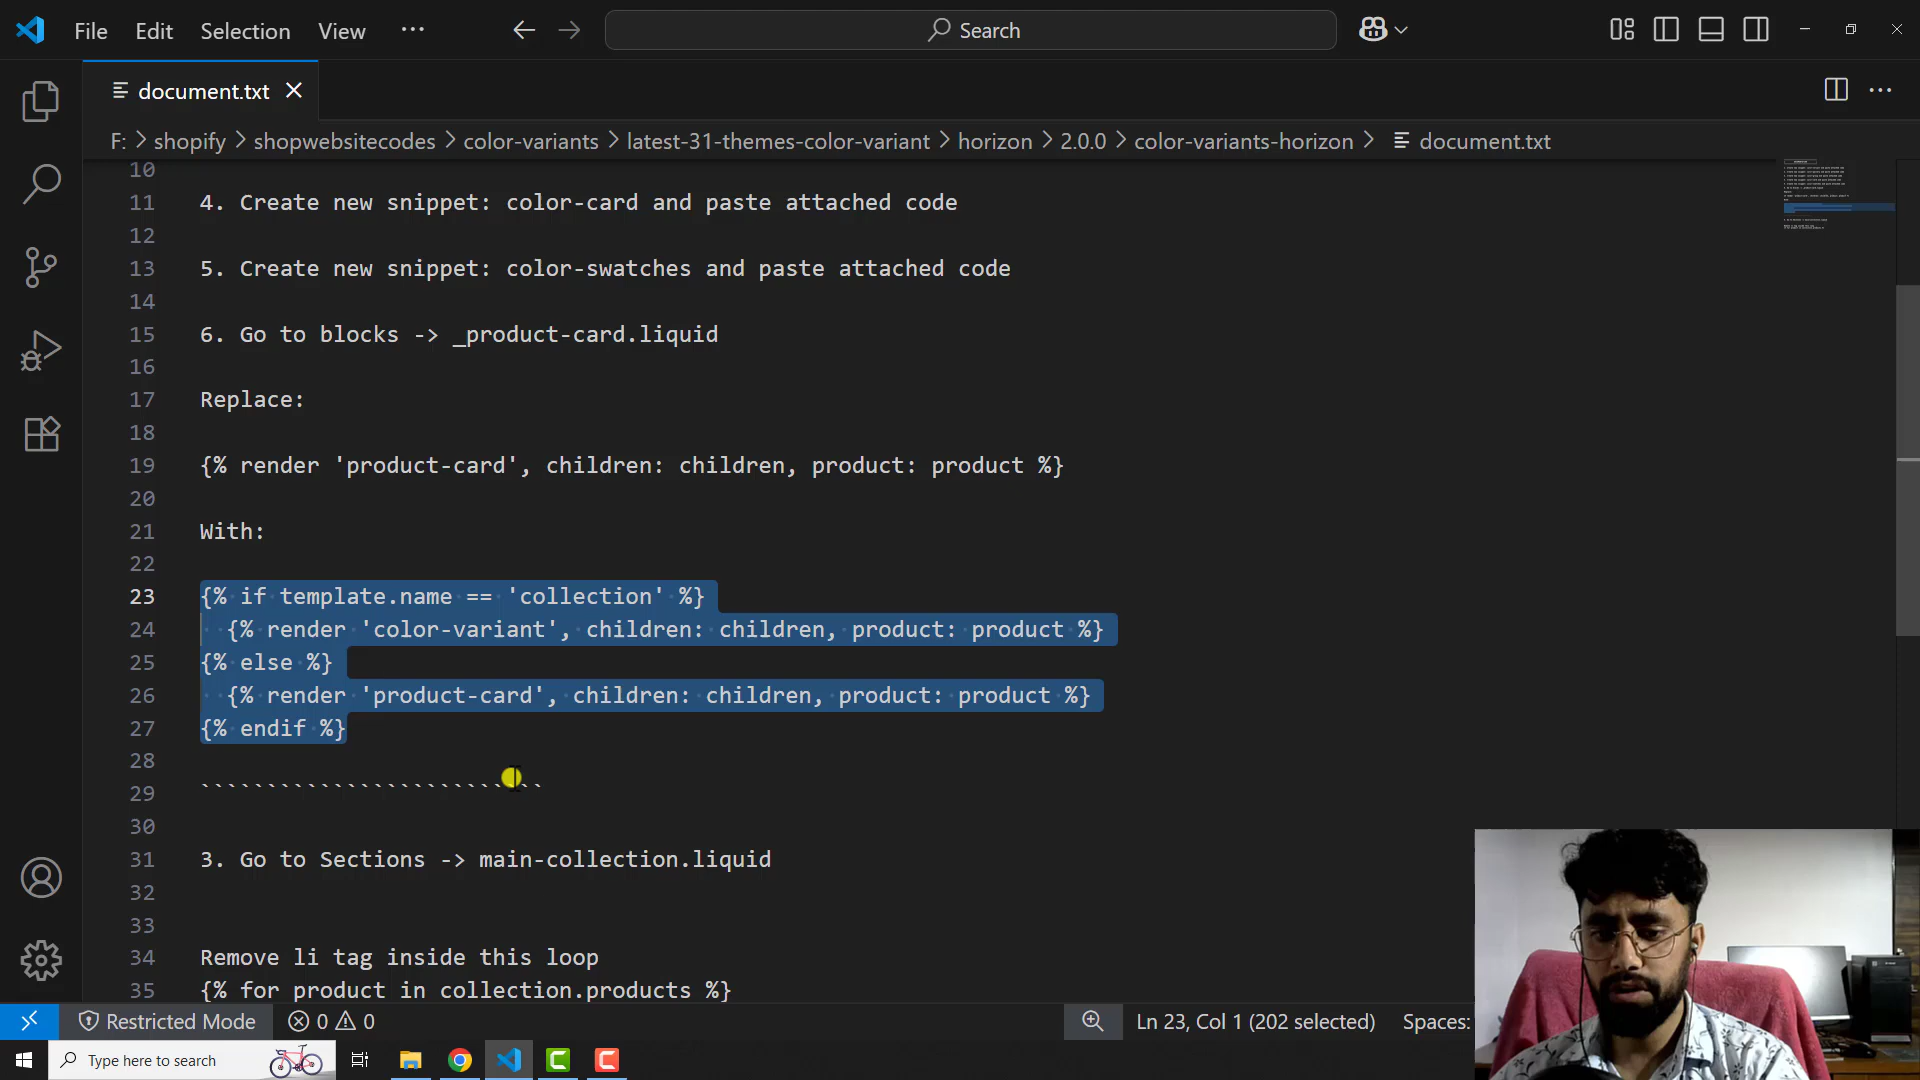 File Edit Selection View ··· Search
document.txt
F: > shopify > shopwebsitecodes > color-variants > latest-31-themes-color-variant > horizon > 2.0.0 > color-variants-horizon > document.txt
10
11 4. Create new snippet: color-card and paste attached code
12
13 5. Create new snippet: color-swatches and paste attached code
14
15 6. Go to blocks -> _product-card.liquid
16
17 Replace:
18
19 {% render 'product-card', children: children, product: product %}
20
21 With:
22
23 {% if template.name == 'collection' %}
24 {% render 'color-variant', children: children, product: product %}
25 {% else %}
26 {% render 'product-card', children: children, product: product %}
27 {% endif %}
28
29 ``````````````````````````
30
31 3. Go to Sections -> main-collection.liquid
32
33
34 Remove li tag inside this loop
35 {% for product in collection.products %}
Restricted Mode 0 0 Ln 23, Col 1 (202 selected) Spaces:
Type here to search